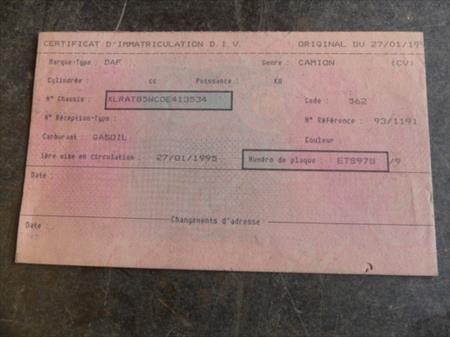 CERTIFICAT D'IMMATRICULATION D.I.V. ORIGINAL DU 27/01/199
Marque-Type : DAF Genre : CAMION (CV)
Cylindrée : cc Puissance : KW
N° Chassis : XLRAT85WC0E413534 Code : 562
N° Réception-Type : N° Référence : 93/1191
Carburant : GASOIL Couleur :
1ère mise en circulation : 27/01/1995 Numéro de plaque : ETS978 /9
Date :
Changements d'adresse
Date :